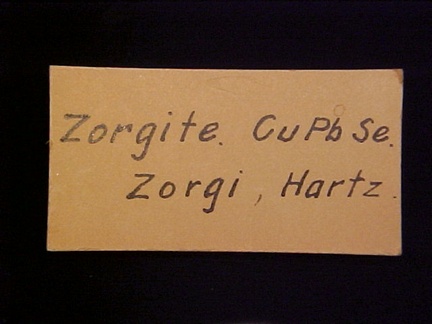 Zorgite. CuPbSe.
Zorgi, Hartz.